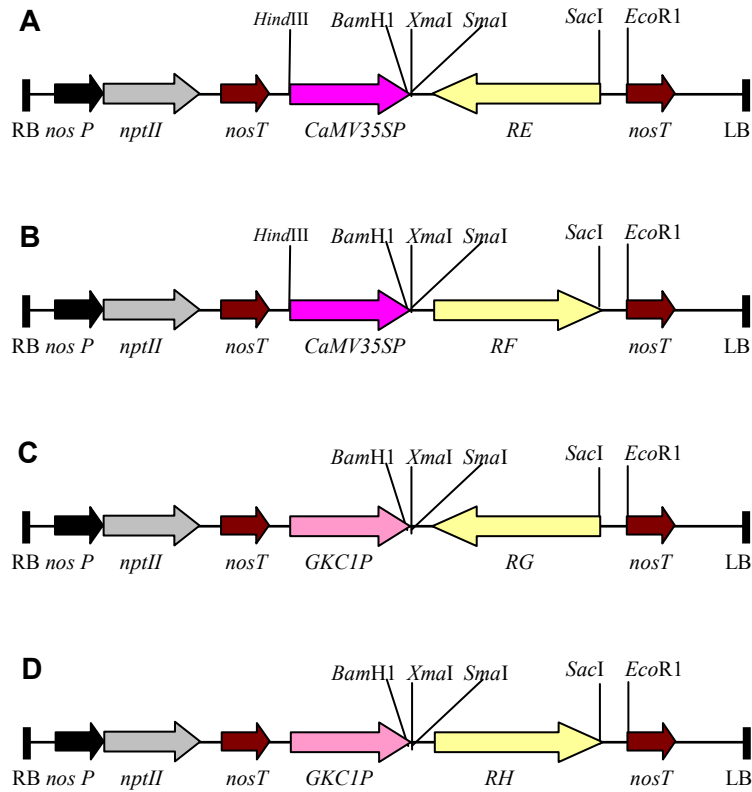 A
HindIII BamH1 XmaI SmaI SacI EcoR1
RB nos P nptII nosT CaMV35SP RE nosT LB
B
HindIII BamH1 XmaI SmaI SacI EcoR1
RB nos P nptII nosT CaMV35SP RF nosT LB
C
BamH1 XmaI SmaI SacI EcoR1
RB nos P nptII nosT GKC1P RG nosT LB
D
BamH1 XmaI SmaI SacI EcoR1
RB nos P nptII nosT GKC1P RH nosT LB